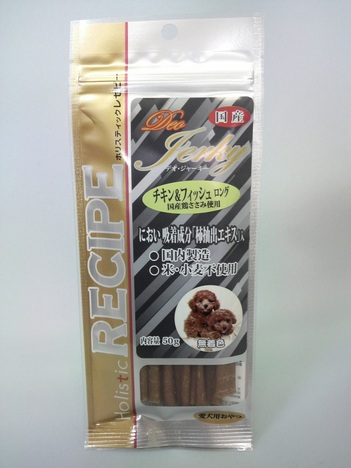 Holistic RECIPE
ホリスティックレセピー
国産
Deo
Jerky
デオ・ジャーキー
チキン&フィッシュ ロング
国産鶏ささみ使用
におい吸着成分「柿抽出エキス」入
○国内製造
○米・小麦不使用
無着色
内容量 50g
愛犬用おやつ